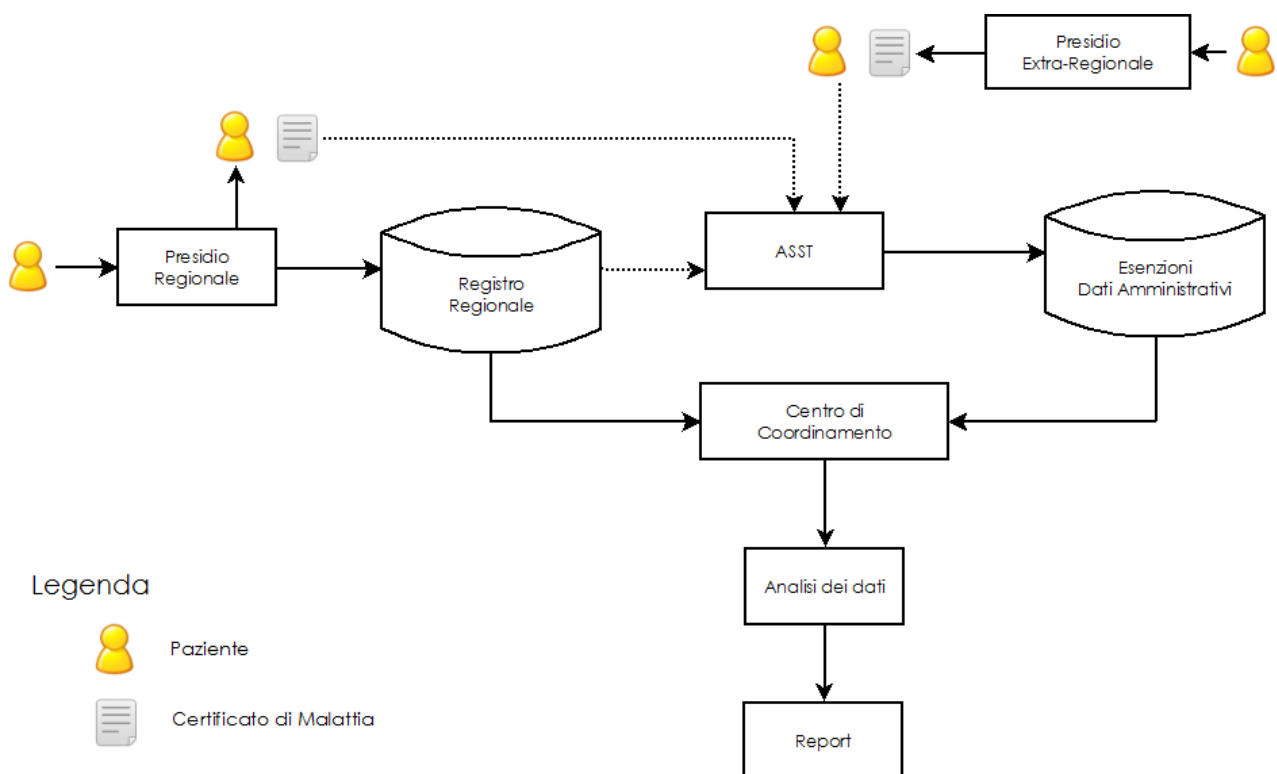 Presidio
Extra-Regionale
Presidio
Regionale
Registro
Regionale
ASST
Esenzioni
Dati Amministrativi
Centro di
Coordinamento
Analisi dei dati
Report
Legenda
Paziente
Certificato di Malattia